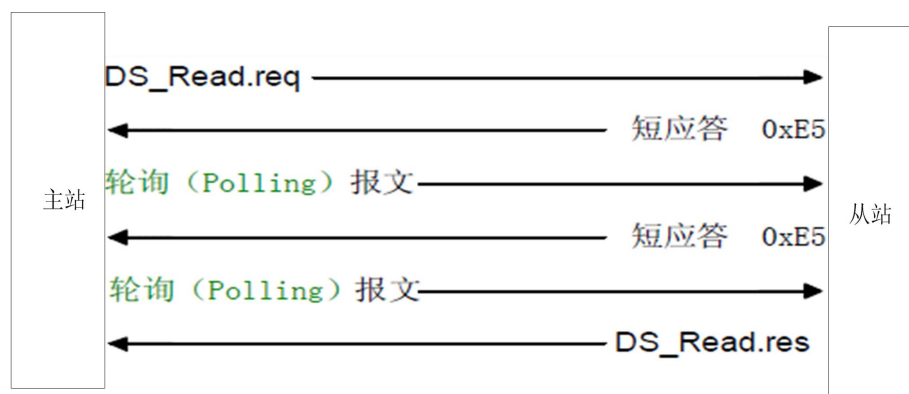 DS_Read.req
短应答 0xE5
轮询（Polling）报文
主站
从站
短应答 0xE5
轮询（Polling）报文
DS_Read.res